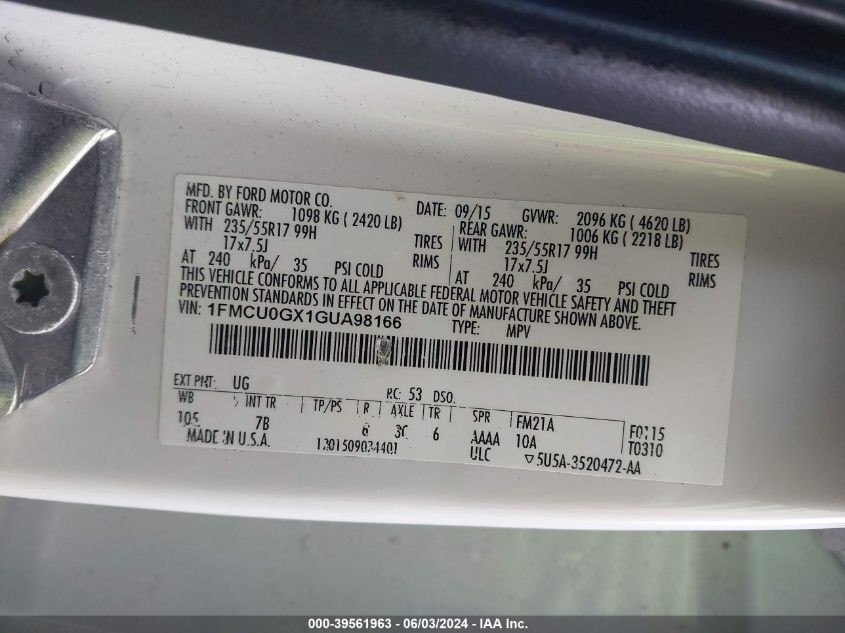 MFD. BY FORD MOTOR CO. DATE: 09/15 GVWR: 2096 KG ( 4620 LB)
FRONT GAWR: 1098 KG ( 2420 LB) REAR GAWR: 1006 KG ( 2218 LB)
WITH 235/55R17 99H TIRES WITH 235/55R17 99H TIRES
17x7.5J RIMS 17x7.5J RIMS
AT 240 kPa/ 35 PSI COLD AT 240 kPa/ 35 PSI COLD
THIS VEHICLE CONFORMS TO ALL APPLICABLE FEDERAL MOTOR VEHICLE SAFETY AND THEFT
PREVENTION STANDARDS IN EFFECT ON THE DATE OF MANUFACTURE SHOWN ABOVE.
VIN: 1FMCU0GX1GUA98166 TYPE: MPV
EXT PNT: UG RC: 53 DSO:
WB INT TR TP/PS R AXLE TR SPR FM21A F0115
105 7B 6 6 AAAA 10A T0310
MADE IN U.S.A. ULC ▽5U5A-3520472-AA
000-39561963 - 06/03/2024 - IAA Inc.